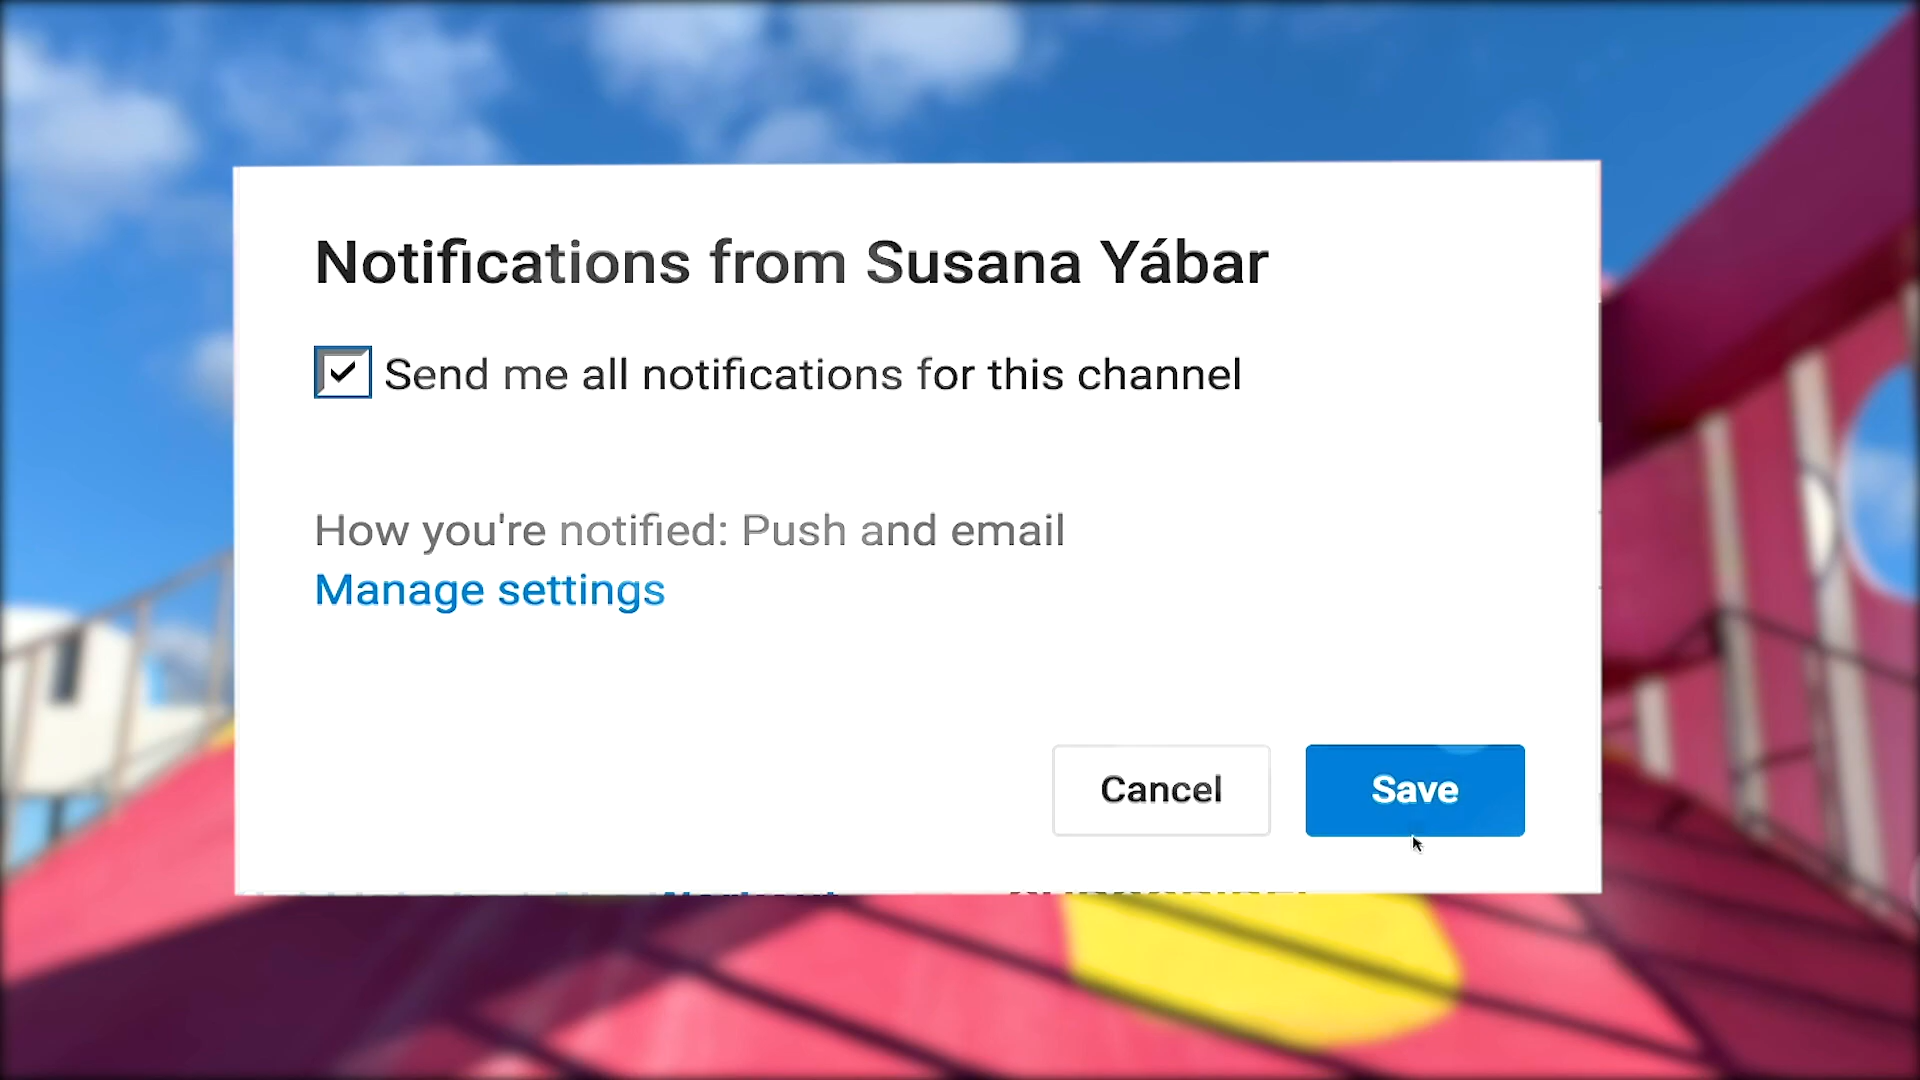 Notifications from Susana Yábar
Send me all notifications for this channel
How you're notified: Push and email
Manage settings
Cancel
Save